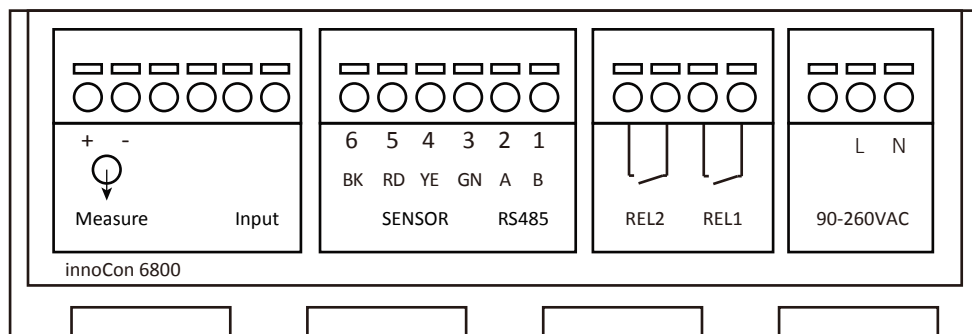 + -
Measure Input
6 5 4 3 2 1
BK RD YE GN A B
SENSOR RS485
REL2 REL1
L N
90-260VAC
innoCon 6800